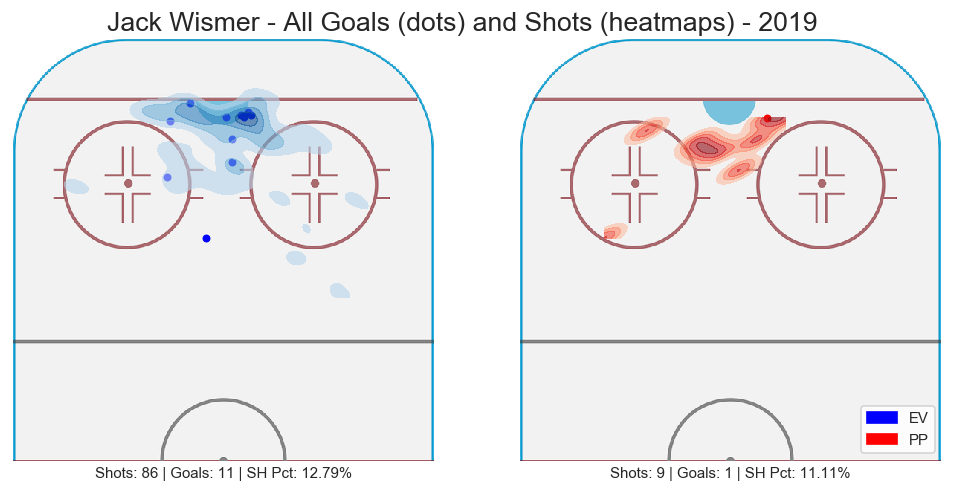 Jack Wismer - All Goals (dots) and Shots (heatmaps) - 2019
EV
PP
Shots: 86 | Goals: 11 | SH Pct: 12.79%
Shots: 9 | Goals: 1 | SH Pct: 11.11%